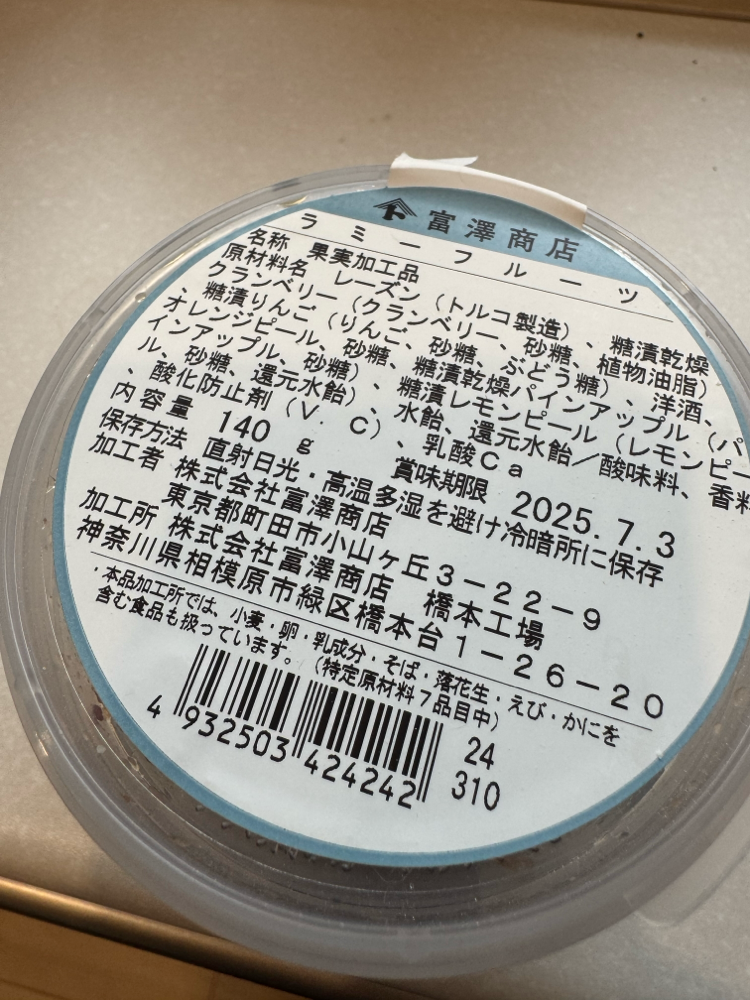 富澤商店
ラミーフルーツ
名称 果実加工品
原材料名 レーズン（トルコ製造）、糖漬乾燥
クランベリー（クランベリー、砂糖、植物油脂）
、糖漬りんご（りんご、砂糖、ぶどう糖）、洋酒、
オレンジピール、砂糖、糖漬乾燥パインアップル（パ
インアップル、砂糖）、糖漬レモンピール（レモンピー
ル、砂糖、還元水飴）、水飴、還元水飴／酸味料、香料
、酸化防止剤（Ｖ．Ｃ）、乳酸Ｃａ
内容量 140 g 賞味期限 2025.7.3
保存方法 直射日光・高温多湿を避け冷暗所に保存
加工者 株式会社富澤商店
東京都町田市小山ヶ丘３－２２－９
加工所 株式会社富澤商店 橋本工場
神奈川県相模原市緑区橋本台１－２６－２０
・本品加工所では、小麦・卵・乳成分・そば・落花生・えび・かにを
含む食品も扱っています。（特定原材料７品目中）
4 932503 424242
24
310